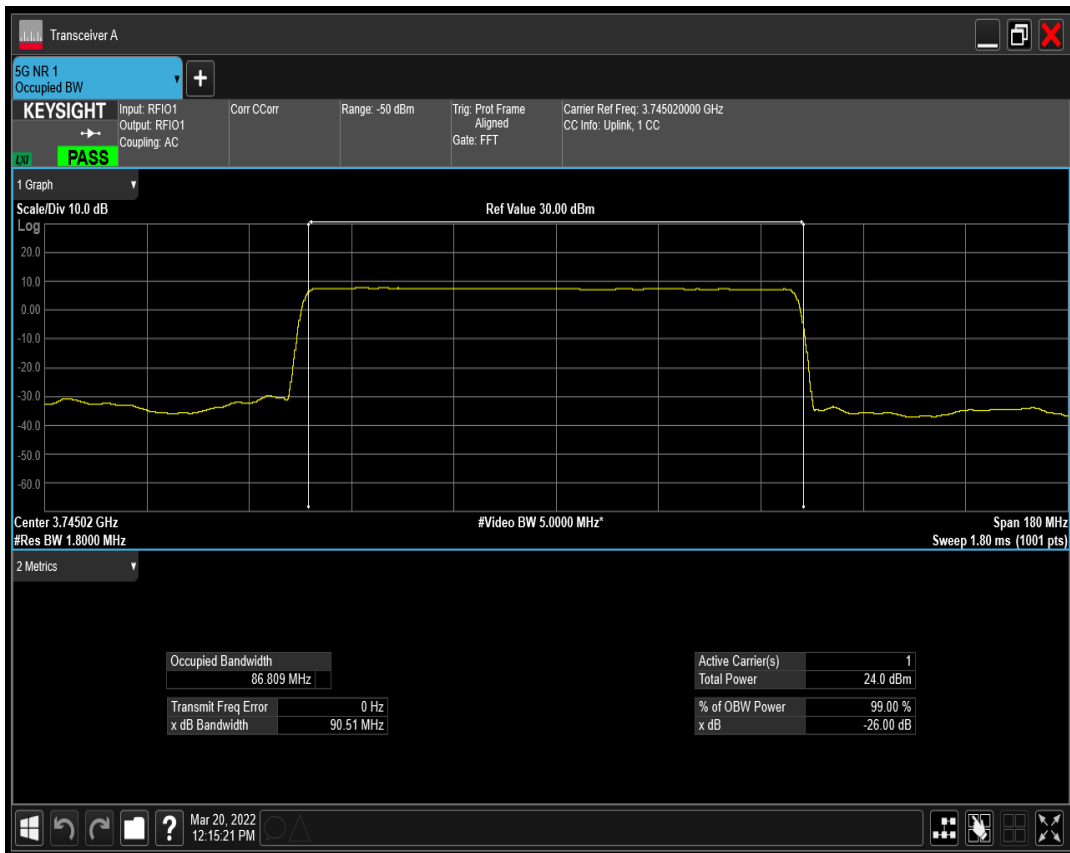 Transceiver A
5G NR 1
Occupied BW
+
KEYSIGHT
LXI
PASS
Input: RFIO1
Output: RFIO1
Coupling: AC
Corr CCorr
Range: -50 dBm
Trig: Prot Frame
Aligned
Gate: FFT
Carrier Ref Freq: 3.745020000 GHz
CC Info: Uplink, 1 CC
1 Graph
Scale/Div 10.0 dB
Ref Value 30.00 dBm
Log
20.0
10.0
0.00
-10.0
-20.0
-30.0
-40.0
-50.0
-60.0
Center 3.74502 GHz
#Video BW 5.0000 MHz*
Span 180 MHz
#Res BW 1.8000 MHz
Sweep 1.80 ms (1001 pts)
2 Metrics
Occupied Bandwidth
86.809 MHz
Transmit Freq Error 0 Hz
x dB Bandwidth 90.51 MHz
Active Carrier(s) 1
Total Power 24.0 dBm
% of OBW Power 99.00 %
x dB -26.00 dB
?
Mar 20, 2022
12:15:21 PM